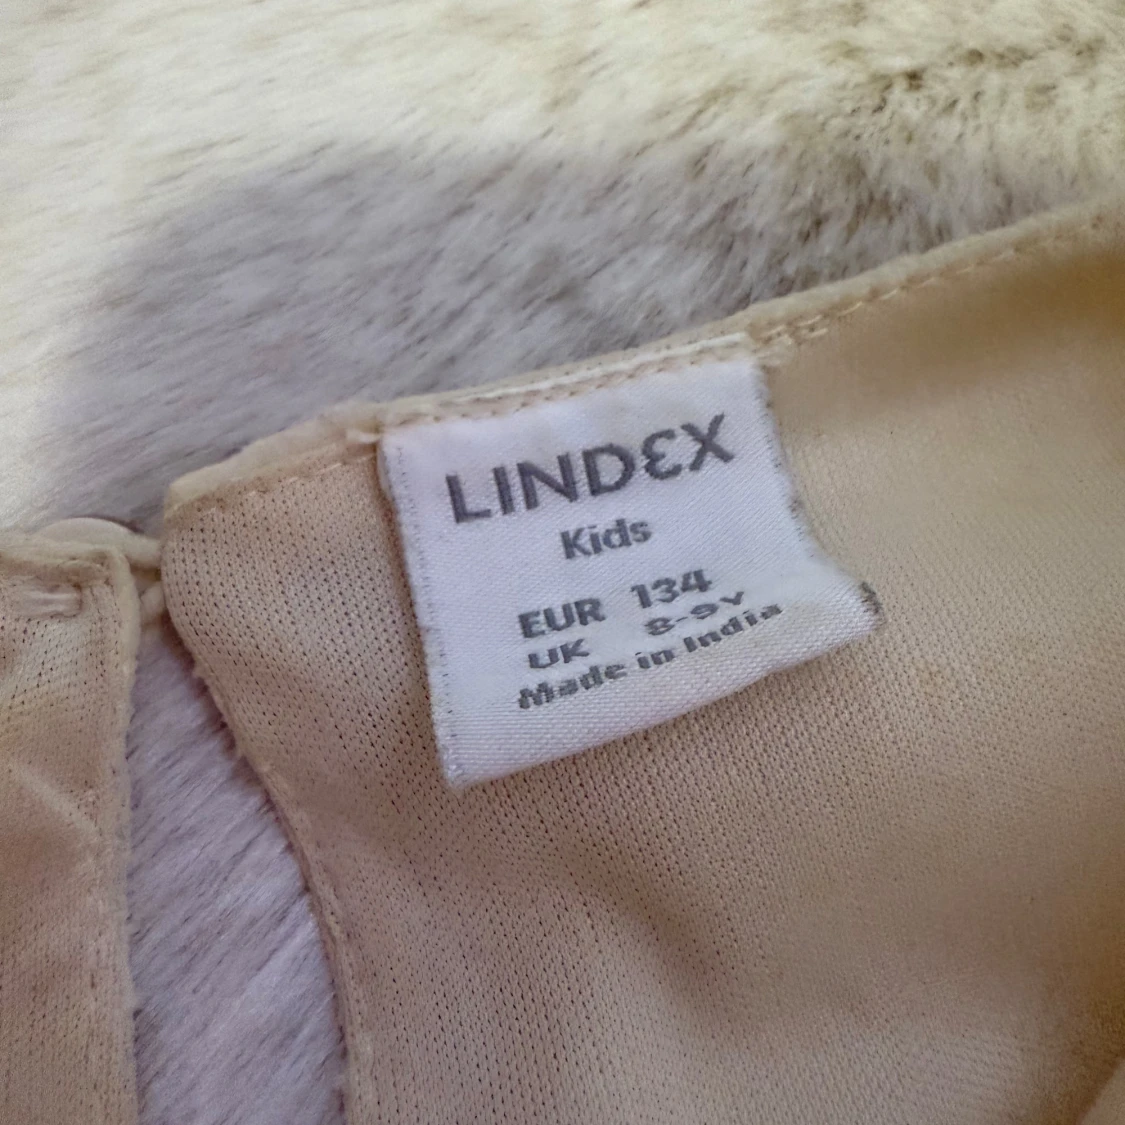 LINDEX
Kids
EUR 134
UK 8-9Y
Made in India